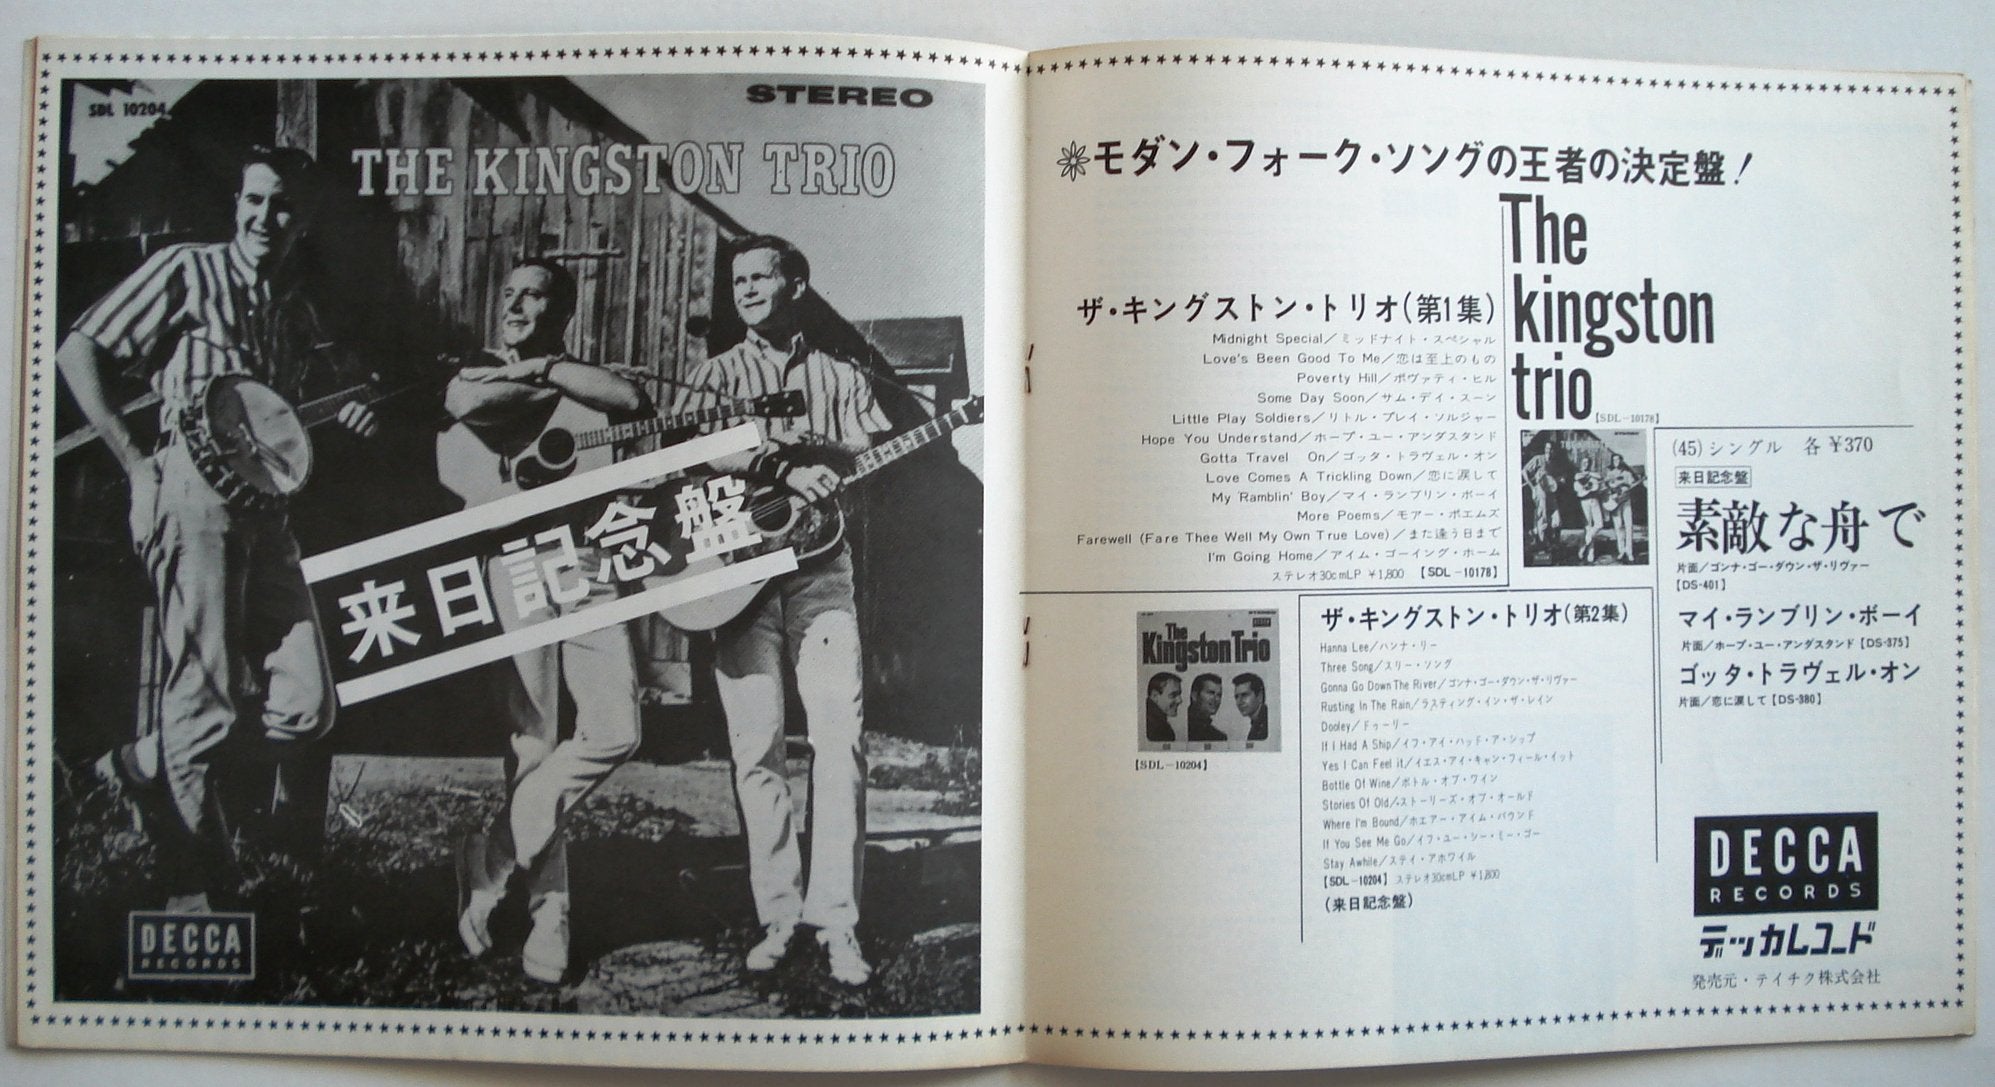 SDL 10204
STEREO
THE KINGSTON TRIO
来日記念盤
DECCA
RECORDS
モダン・フォーク・ソングの王者の決定盤!
The
kingston
trio
ザ・キングストン・トリオ(第1集)
Midnight Special/ミッドナイト・スペシャル
Love's Been Good To Me/恋は至上のもの
Poverty Hill/ポヴァティ・ヒル
Some Day Soon/サム・デイ・スーン
Little Play Soldiers/リトル・プレイ・ソルジャー
Hope You Understand/ホープ・ユー・アンダスタンド
Gotta Travel On/ゴッタ・トラヴェル・オン
Love Comes A Trickling Down/恋に涙して
My 'Ramblin' Boy/マイ・ランブリン・ボーイ
More Poems/モアー・ポエムズ
Farewell (Fare Thee Well My Own True Love)/また逢う日まで
I'm Going Home/アイム・ゴーイング・ホーム
ステレオ30cmLP ¥1,800 【SDL-10178】
【SDL-10178】
(45)シングル 各¥370
来日記念盤
素敵な舟で
片面/ゴンナ・ゴー・ダウン・ザ・リヴァー
【DS-401】
マイ・ランブリン・ボーイ
片面/ホープ・ユー・アンダスタンド【DS-375】
ゴッタ・トラヴェル・オン
片面/恋に涙して【DS-380】
The
Kingston Trio
【SDL-10204】
ザ・キングストン・トリオ(第2集)
Hanna Lee/ハンナ・リー
Three Song/スリー・ソング
Gonna Go Down The River/ゴンナ・ゴー・ダウン・ザ・リヴァー
Rusting In The Rain/ラスティング・イン・ザ・レイン
Dooley/ドゥーリー
If I Had A Ship/イフ・アイ・ハッド・ア・シップ
Yes I Can Feel it/イエス・アイ・キャン・フィール・イット
Bottle Of Wine/ボトル・オブ・ワイン
Stories Of Old/ストーリーズ・オブ・オールド
Where I'm Bound/ホエアー・アイム・バウンド
If You See Me Go/イフ・ユー・シー・ミー・ゴー
Stay Awhile/ステイ・アホワイル
【SDL-10204】ステレオ30cmLP ¥1,800
(来日記念盤)
DECCA
RECORDS
デッカレコード
発売元・テイチク株式会社